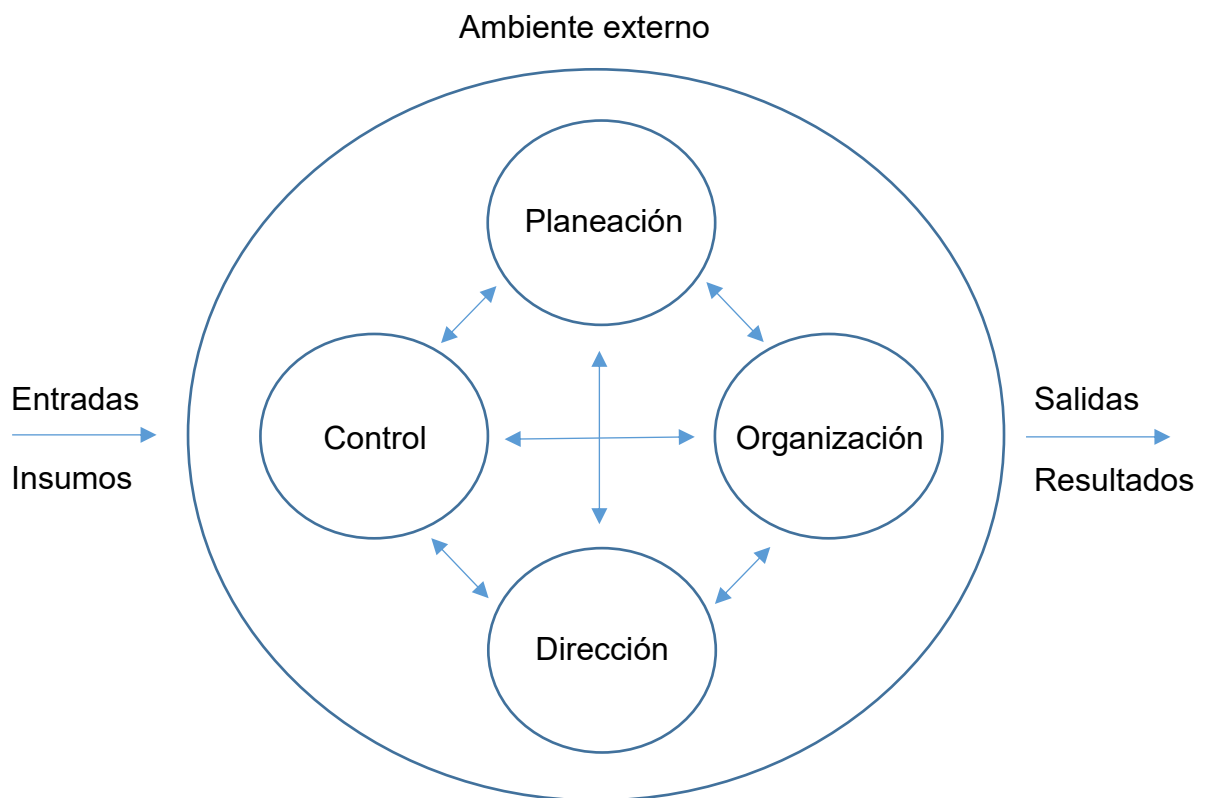 Ambiente externo
Planeación
Entradas
Insumos
Control
Organización
Salidas
Resultados
Dirección